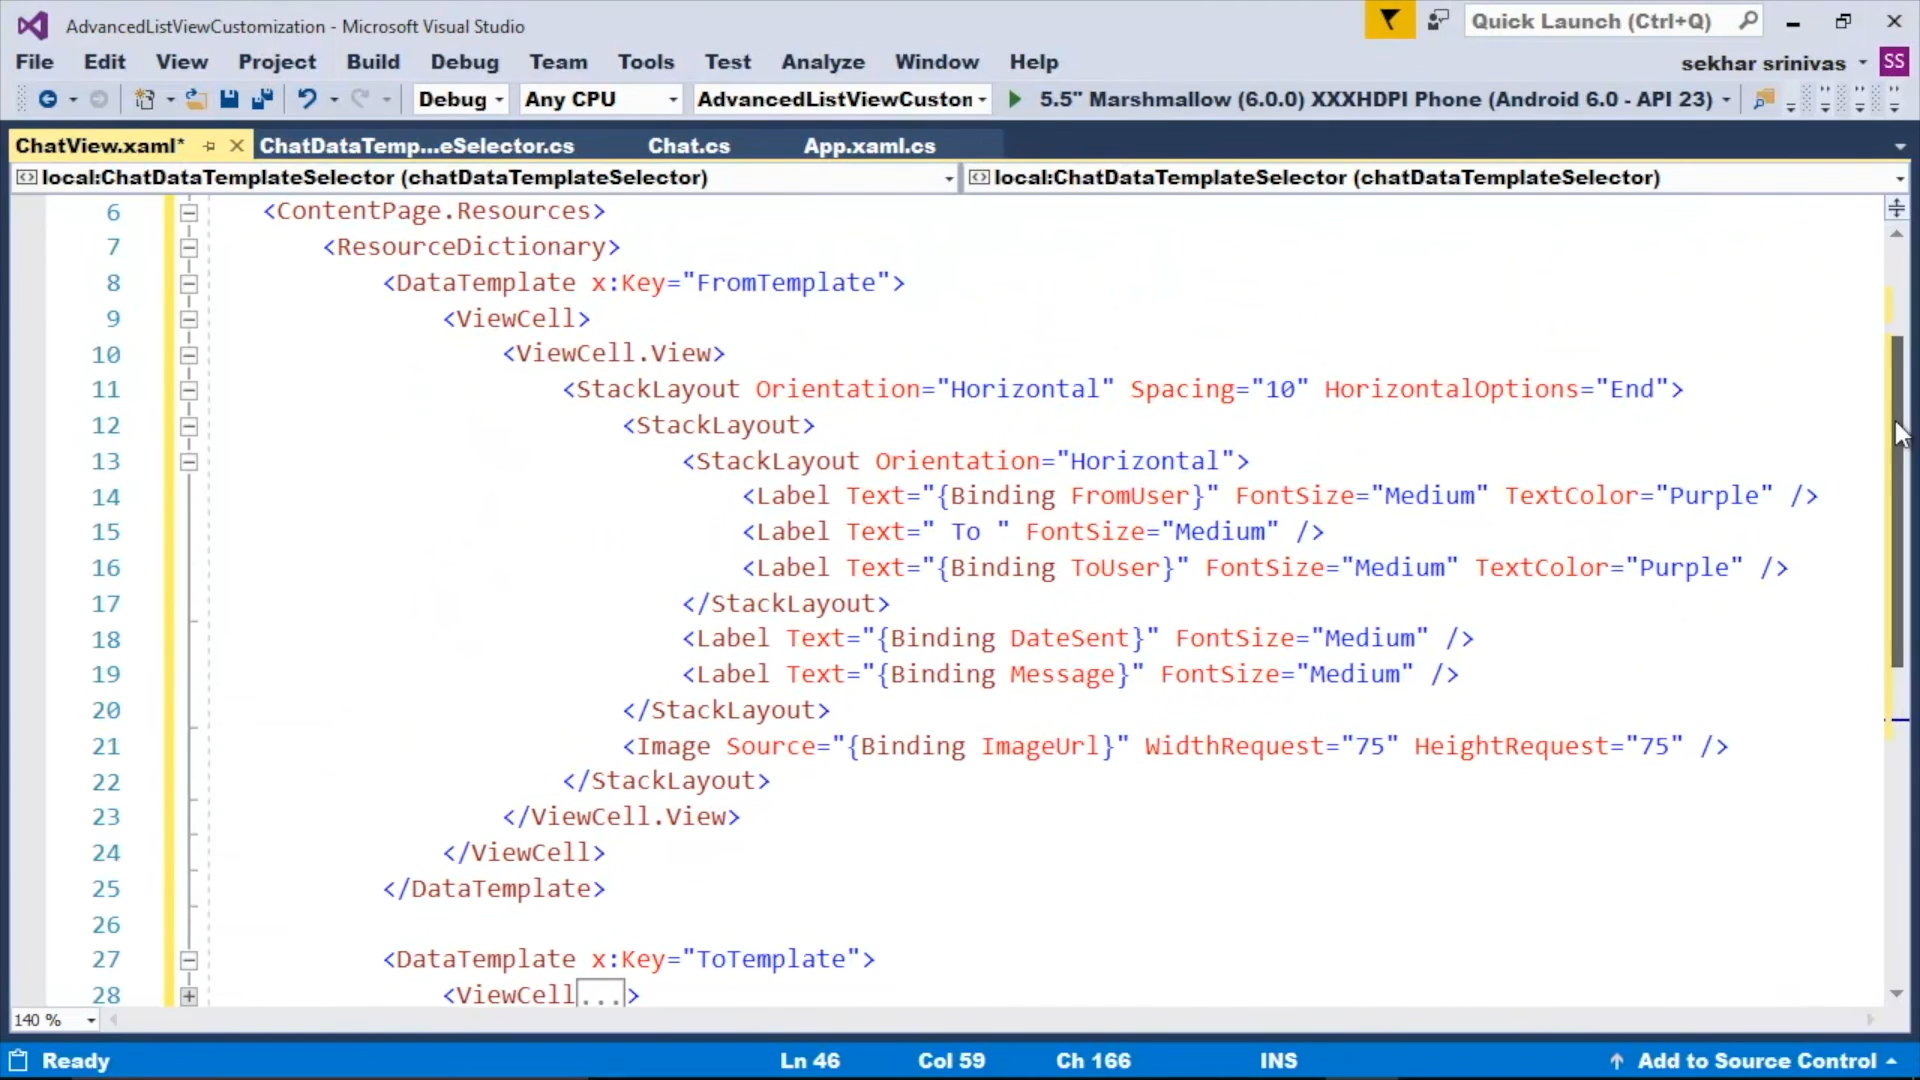 AdvancedListViewCustomization - Microsoft Visual Studio
Quick Launch (Ctrl+Q)
File Edit View Project Build Debug Team Tools Test Analyze Window Help
sekhar srinivas SS
Debug Any CPU AdvancedListViewCuston 5.5" Marshmallow (6.0.0) XXXHDPI Phone (Android 6.0 - API 23)
ChatView.xaml* ChatDataTemp...eSelector.cs Chat.cs App.xaml.cs
local:ChatDataTemplateSelector (chatDataTemplateSelector) local:ChatDataTemplateSelector (chatDataTemplateSelector)
6 <ContentPage.Resources>
7 <ResourceDictionary>
8 <DataTemplate x:Key="FromTemplate">
9 <ViewCell>
10 <ViewCell.View>
11 <StackLayout Orientation="Horizontal" Spacing="10" HorizontalOptions="End">
12 <StackLayout>
13 <StackLayout Orientation="Horizontal">
14 <Label Text="{Binding FromUser}" FontSize="Medium" TextColor="Purple" />
15 <Label Text=" To " FontSize="Medium" />
16 <Label Text="{Binding ToUser}" FontSize="Medium" TextColor="Purple" />
17 </StackLayout>
18 <Label Text="{Binding DateSent}" FontSize="Medium" />
19 <Label Text="{Binding Message}" FontSize="Medium" />
20 </StackLayout>
21 <Image Source="{Binding ImageUrl}" WidthRequest="75" HeightRequest="75" />
22 </StackLayout>
23 </ViewCell.View>
24 </ViewCell>
25 </DataTemplate>
26
27 <DataTemplate x:Key="ToTemplate">
28 <ViewCell...>
140 %
Ready Ln 46 Col 59 Ch 166 INS Add to Source Control